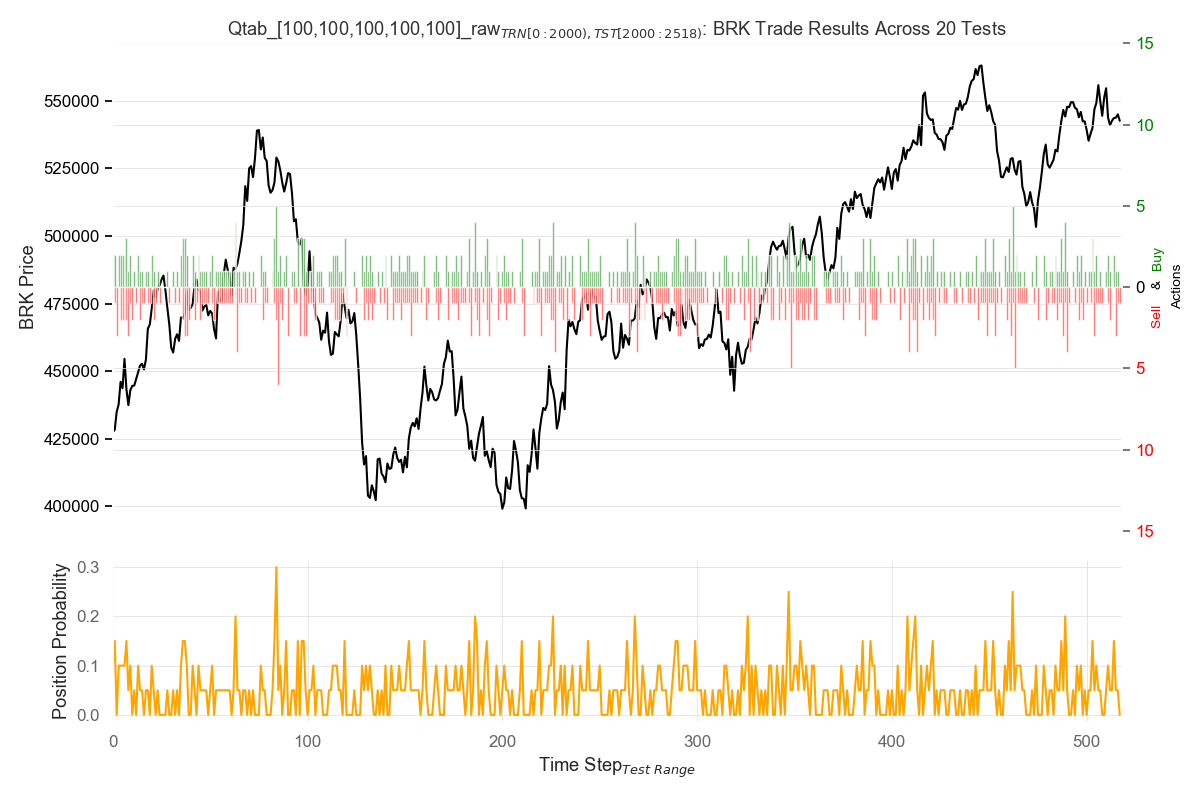 Qtab_[100,100,100,100,100]_raw_TRN[0:2000),TST[2000:2518): BRK Trade Results Across 20 Tests
BRK Price
550000
525000
500000
475000
450000
425000
400000
15
10
5
0
5
10
15
Sell & Buy
Actions
Position Probability
0.3
0.2
0.1
0.0
0 100 200 300 400 500
Time Step Test Range